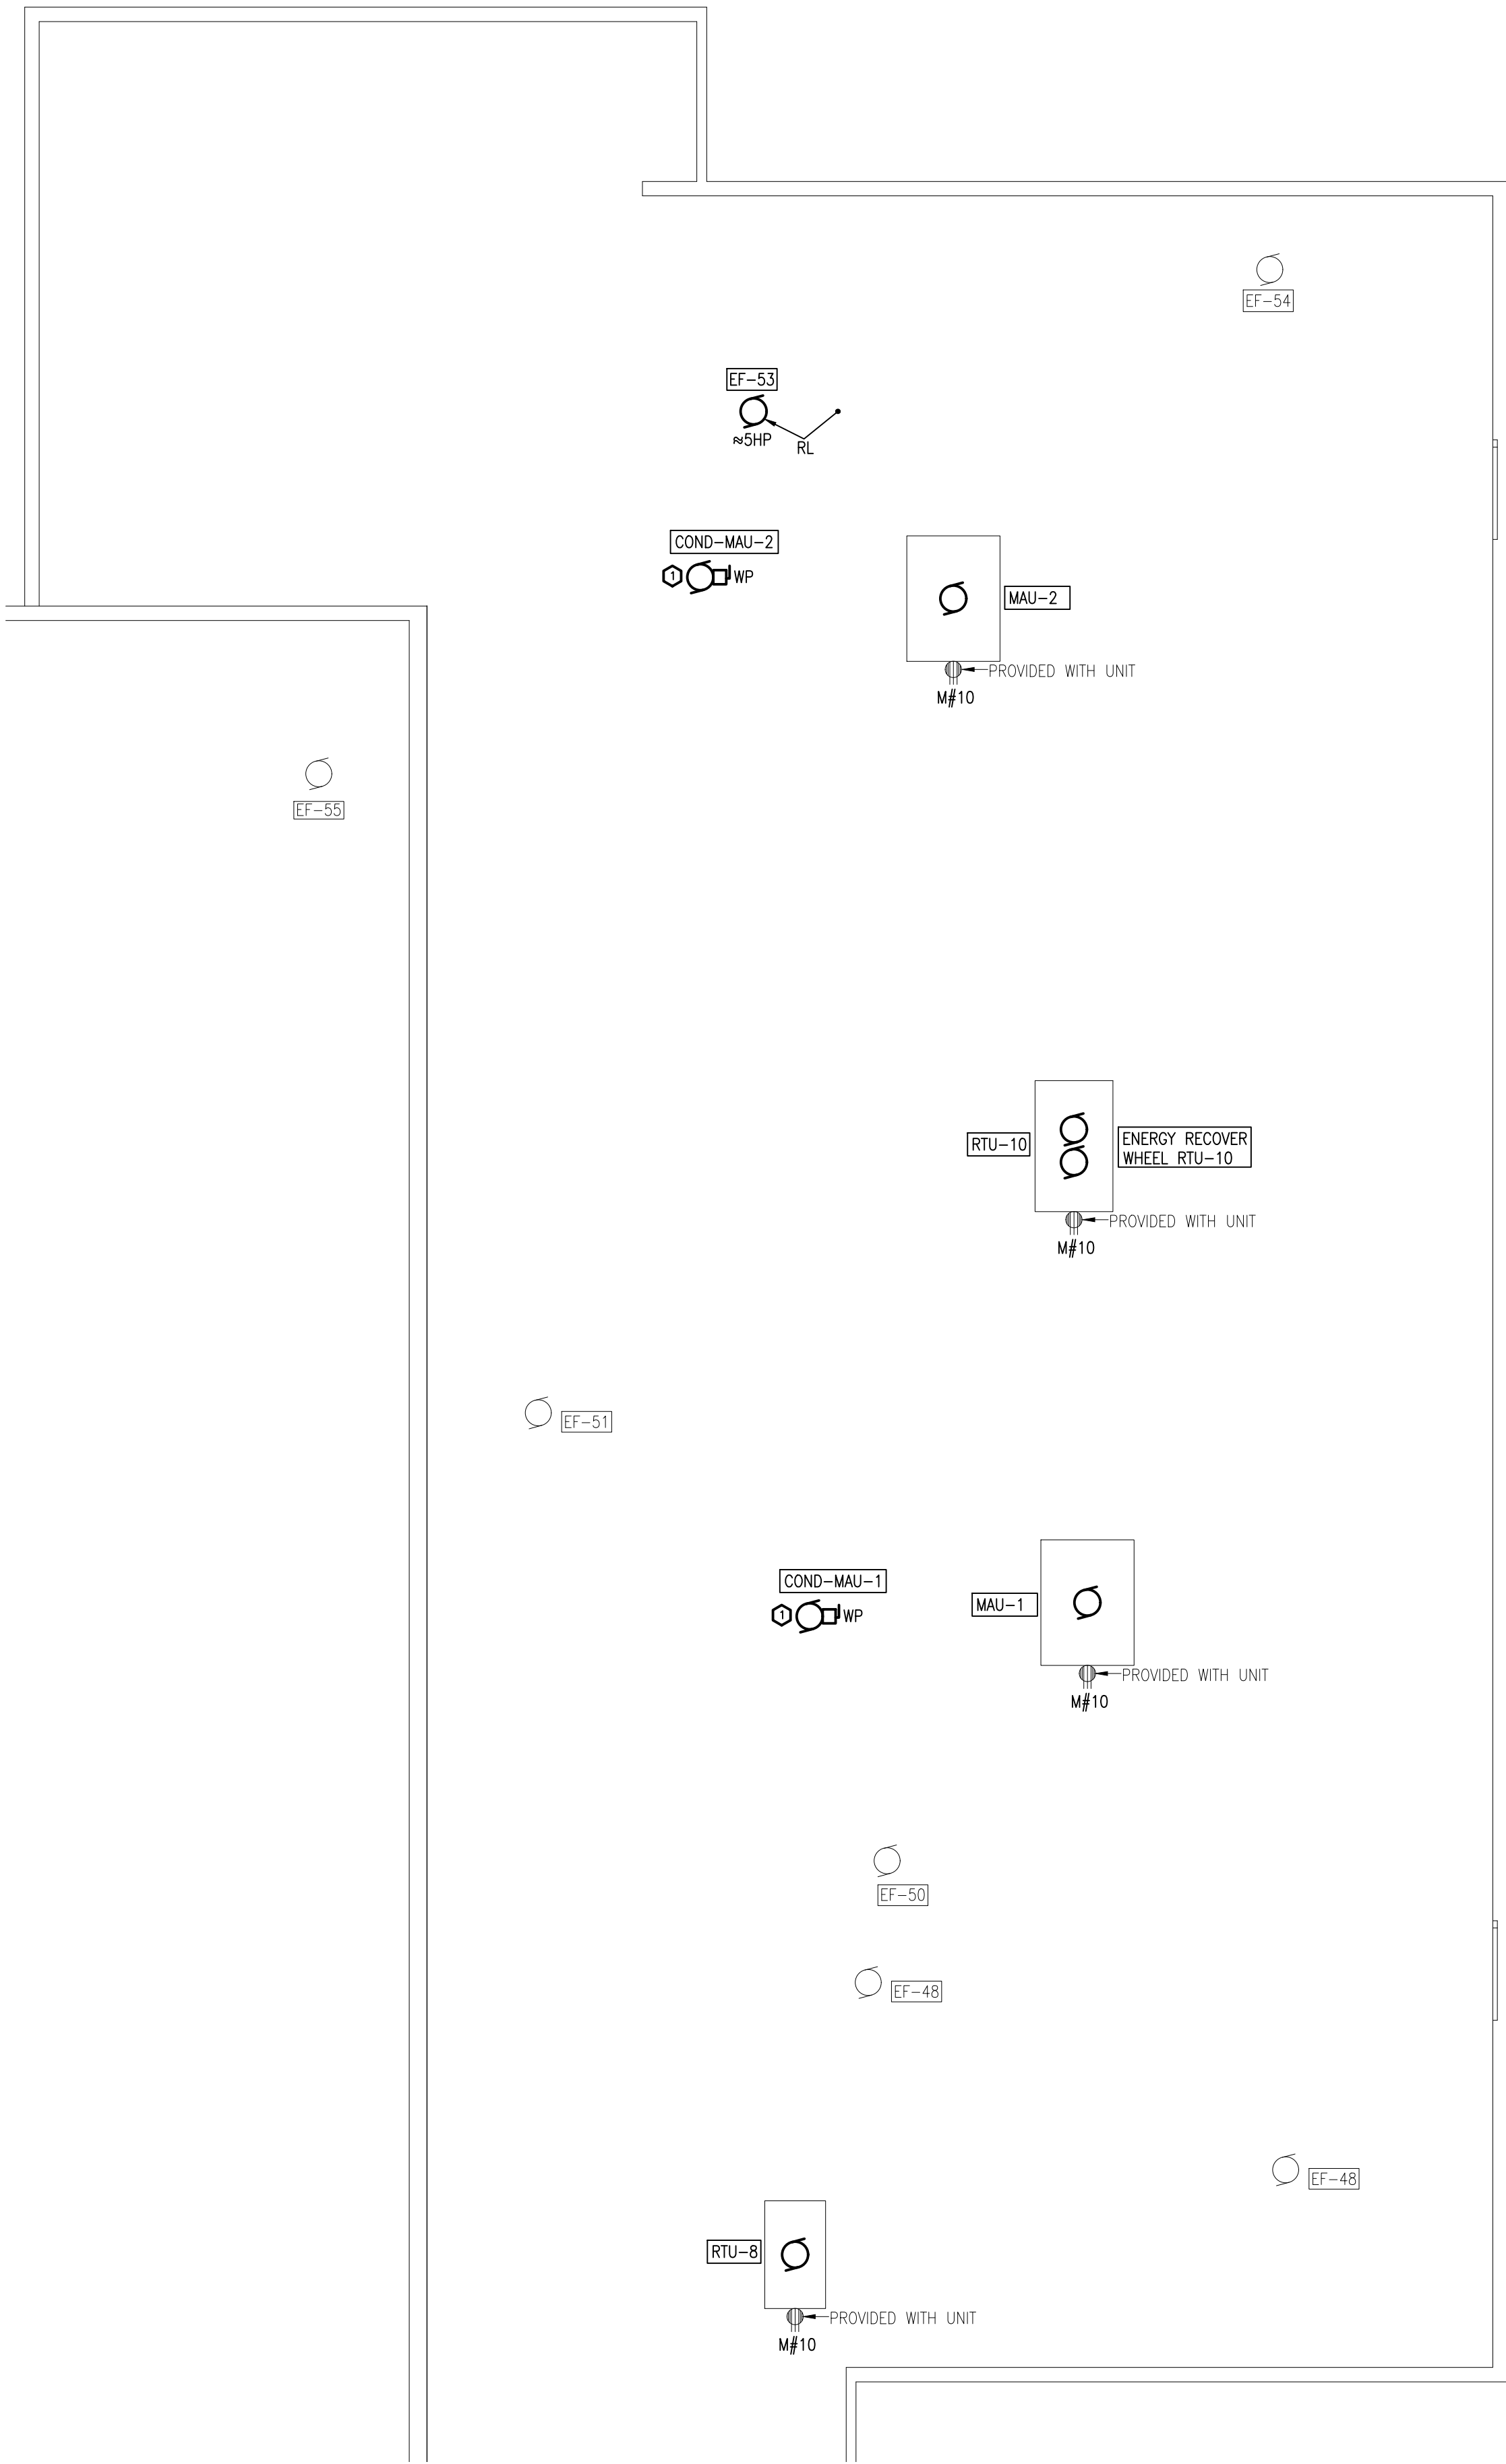 EF-54
EF-53
≈5HP
RL
COND-MAU-2
1
WP
MAU-2
PROVIDED WITH UNIT
M#10
EF-55
RTU-10
ENERGY RECOVER
WHEEL RTU-10
PROVIDED WITH UNIT
M#10
EF-51
COND-MAU-1
1
WP
MAU-1
PROVIDED WITH UNIT
M#10
EF-50
EF-48
EF-48
RTU-8
PROVIDED WITH UNIT
M#10